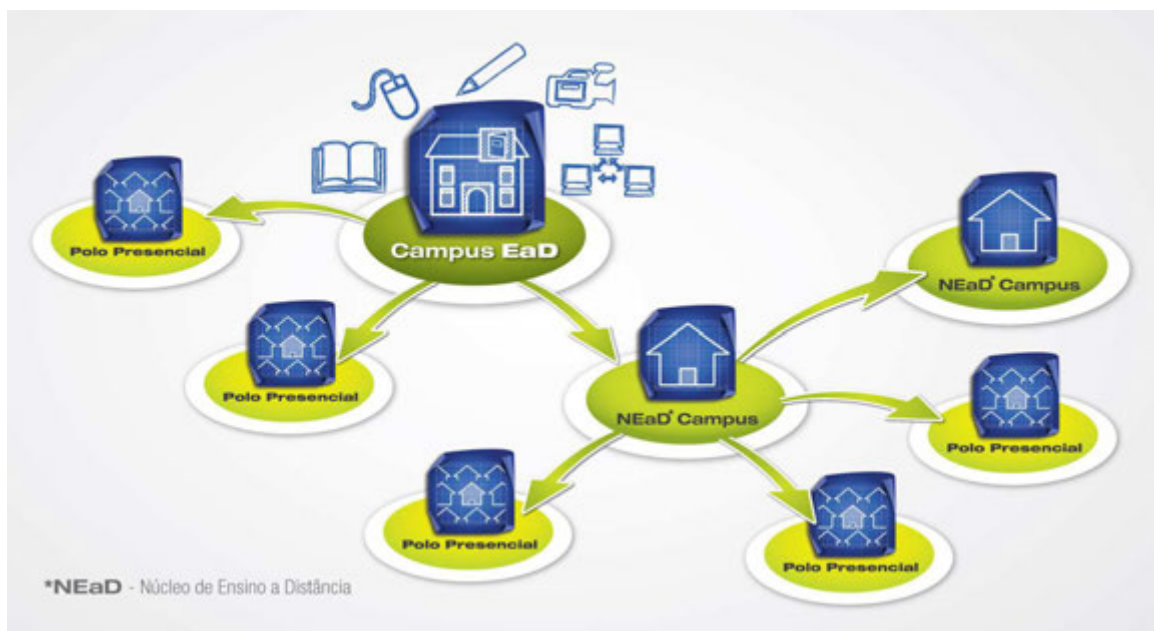 Campus EaD
Polo Presencial
NEaD* Campus
Polo Presencial
NEaD* Campus
Polo Presencial
Polo Presencial
Polo Presencial
*NEaD - Núcleo de Ensino a Distância